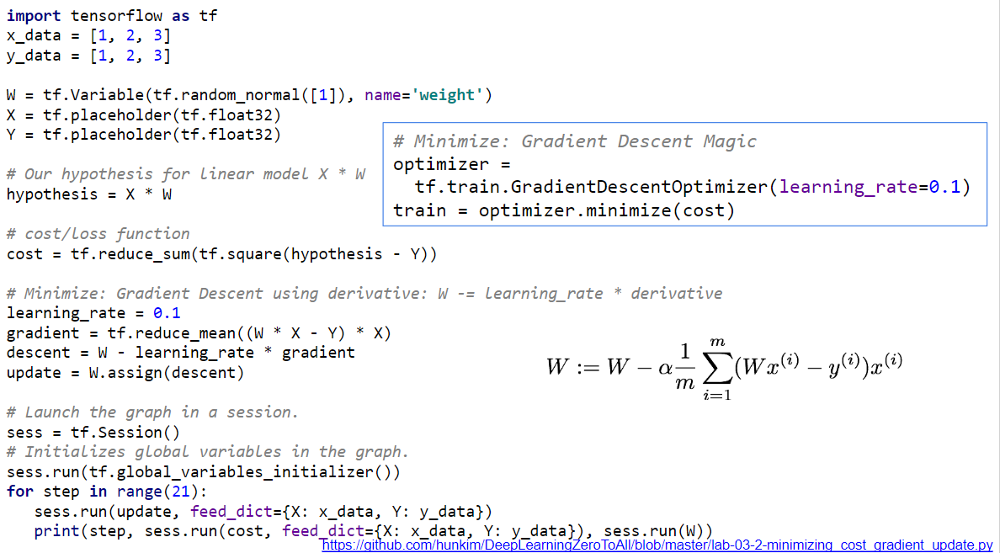 import tensorflow as tf
x_data = [1, 2, 3]
y_data = [1, 2, 3]
W = tf.Variable(tf.random_normal([1]), name='weight')
X = tf.placeholder(tf.float32)
Y = tf.placeholder(tf.float32)
# Our hypothesis for linear model X * W
hypothesis = X * W
# cost/loss function
cost = tf.reduce_sum(tf.square(hypothesis - Y))
# Minimize: Gradient Descent Magic
optimizer =
  tf.train.GradientDescentOptimizer(learning_rate=0.1)
train = optimizer.minimize(cost)
# Minimize: Gradient Descent using derivative: W -= learning_rate * derivative
learning_rate = 0.1
gradient = tf.reduce_mean((W * X - Y) * X)
descent = W - learning_rate * gradient
update = W.assign(descent)
W := W − α \frac{1}{m} \sum_{i=1}^{m} (Wx^{(i)} − y^{(i)})x^{(i)}
# Launch the graph in a session.
sess = tf.Session()
# Initializes global variables in the graph.
sess.run(tf.global_variables_initializer())
for step in range(21):
   sess.run(update, feed_dict={X: x_data, Y: y_data})
   print(step, sess.run(cost, feed_dict={X: x_data, Y: y_data}), sess.run(W))
https://github.com/hunkim/DeepLearningZeroToAll/blob/master/lab-03-2-minimizing_cost_gradient_update.py